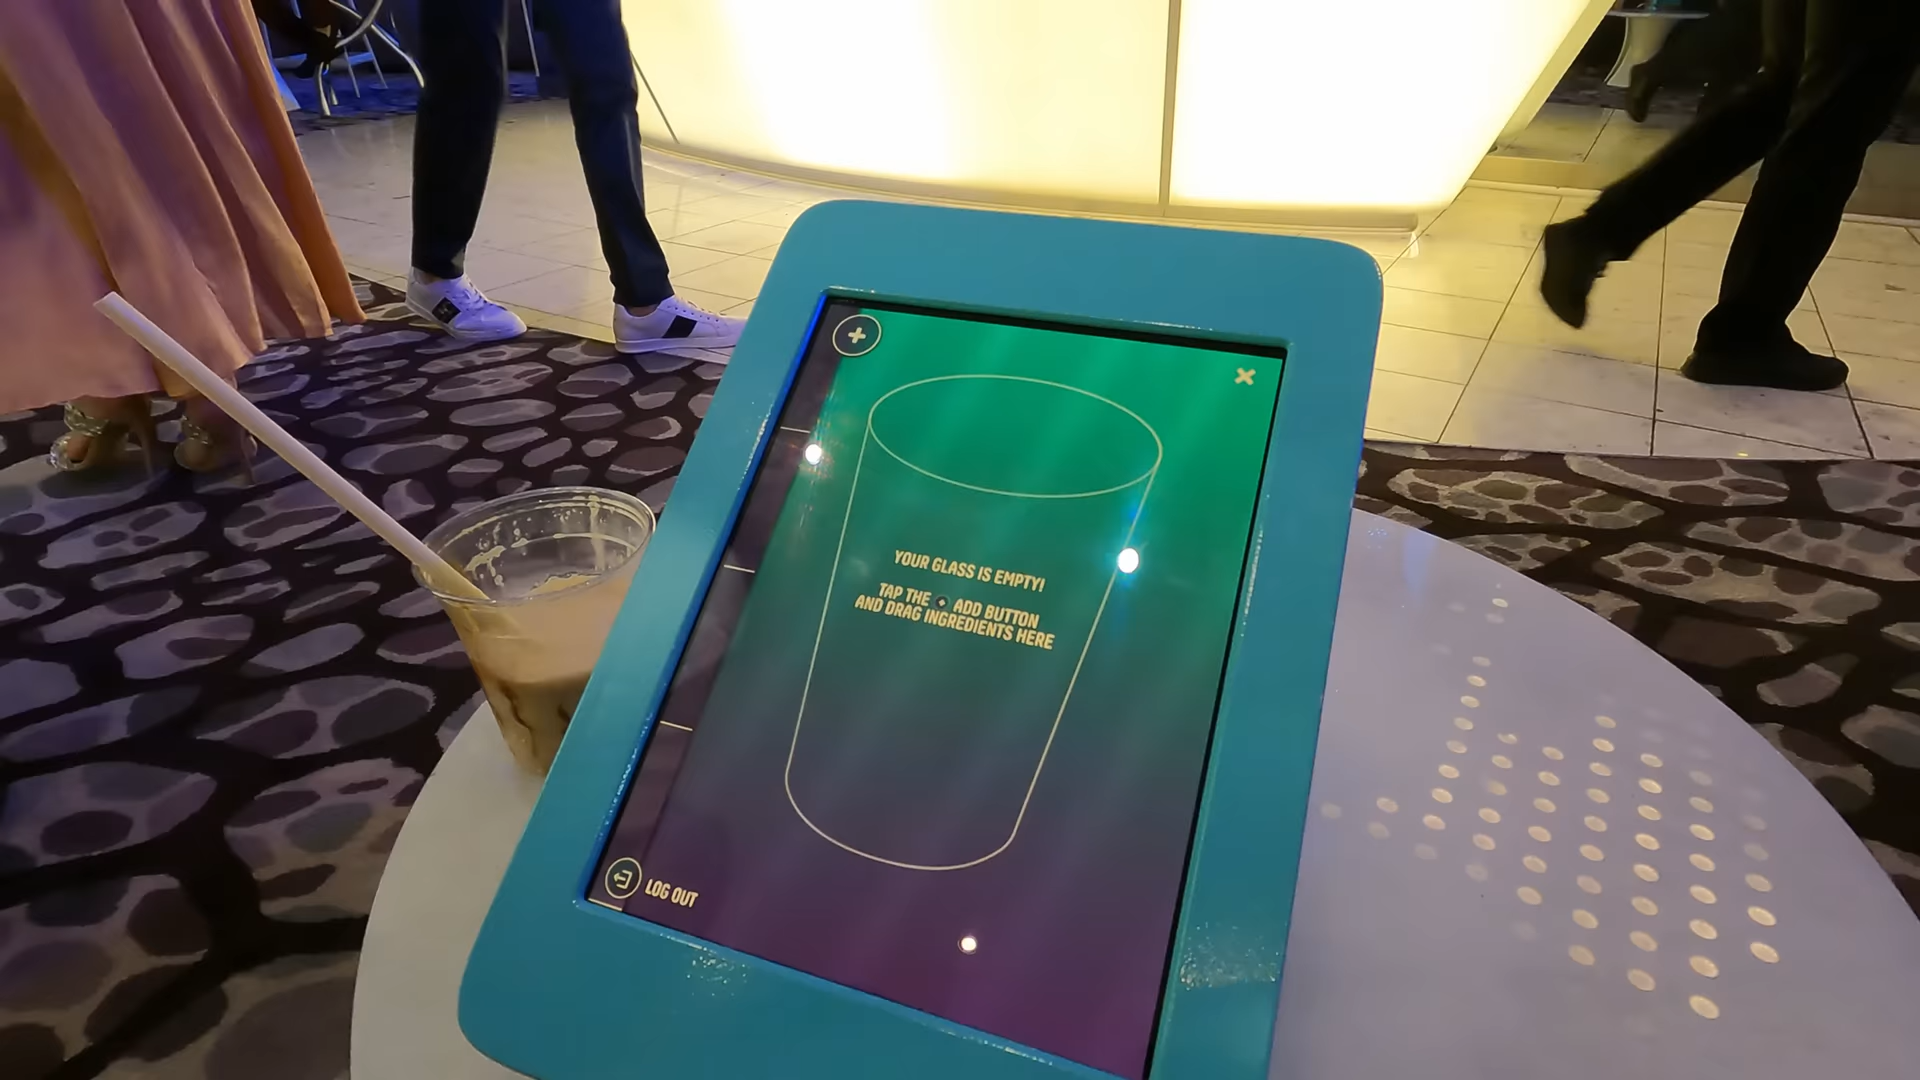 YOUR GLASS IS EMPTY!
TAP THE + ADD BUTTON
AND DRAG INGREDIENTS HERE
LOG OUT